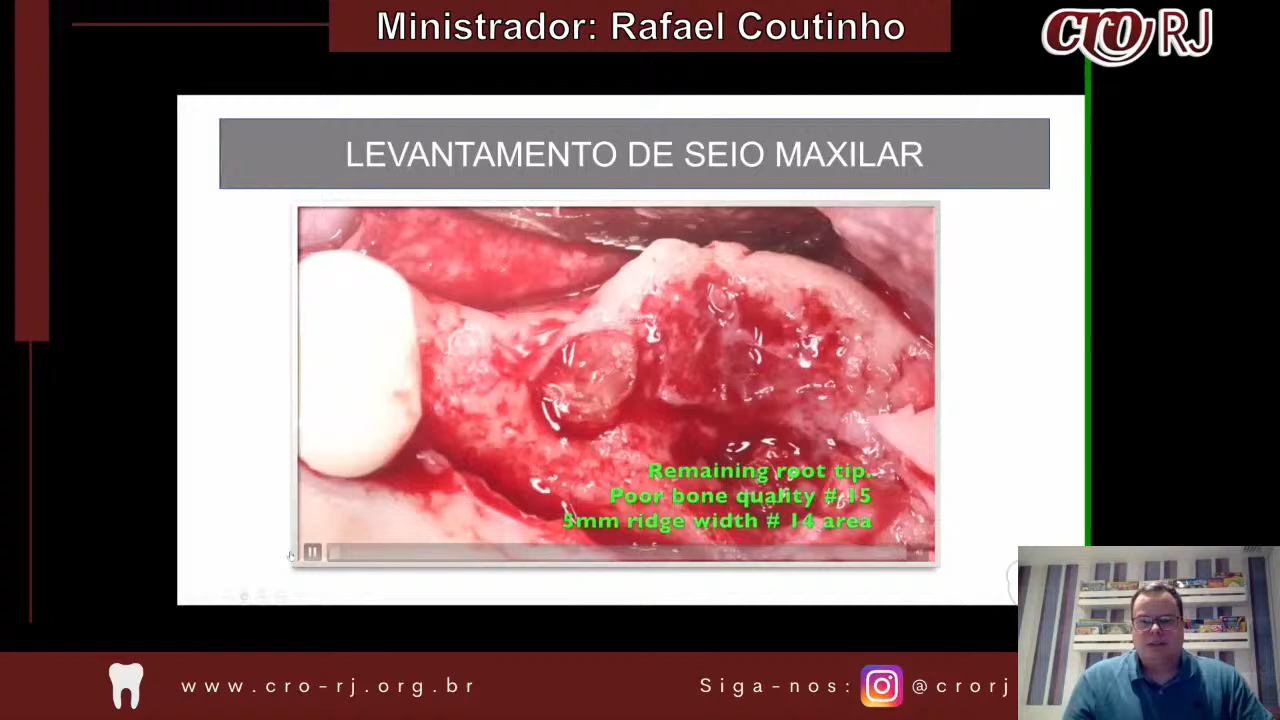 Ministrador: Rafael Coutinho
CRO RJ
LEVANTAMENTO DE SEIO MAXILAR
Remaining root tip.
Poor bone quality # 15
5mm ridge width # 14 area
www.cro-rj.org.br
Siga-nos: @crorj